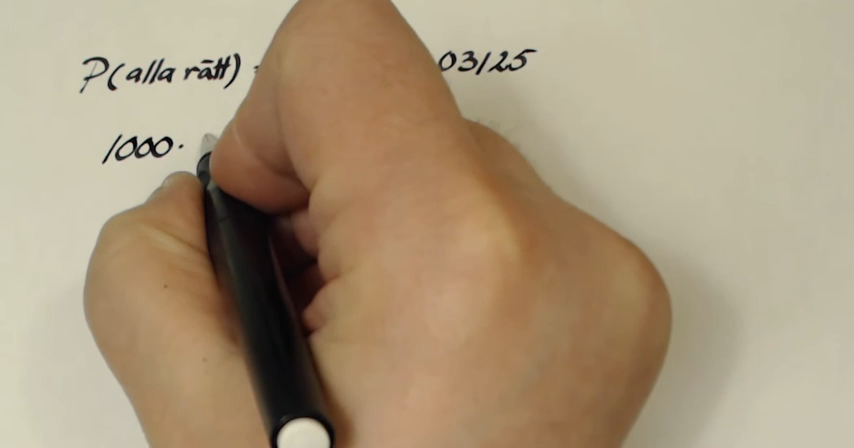 P(alla rätt) = 03125
1000·